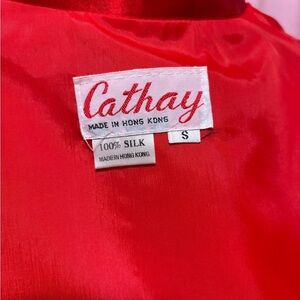 Cathay
MADE IN HONG KONG
S
100% SILK
MADE IN HONG KONG